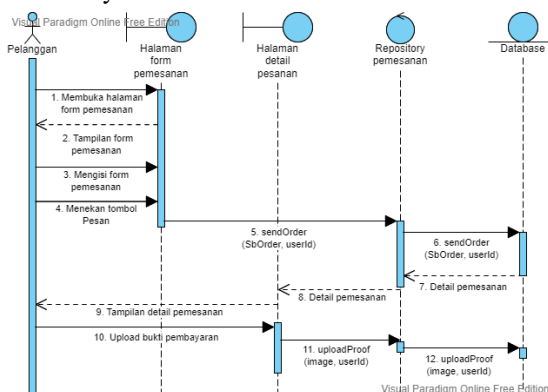 Visual Paradigm Online Free Edition
Pelanggan
Halaman
form
pemesanan
Halaman
detail
pesanan
Repository
pemesanan
Database
1. Membuka halaman
form pemesanan
2. Tampilan form
pemesanan
3. Mengisi form
pemesanan
4. Menekan tombol
Pesan
5. sendOrder
(SbOrder, userId)
6. sendOrder
(SbOrder, userId)
7. Detail pemesanan
8. Detail pemesanan
9. Tampilan detail pemesanan
10. Upload bukti pembayaran
11. uploadProof
(image, userId)
12. uploadProof
(image, userId)
Visual Paradigm Online Free Edition